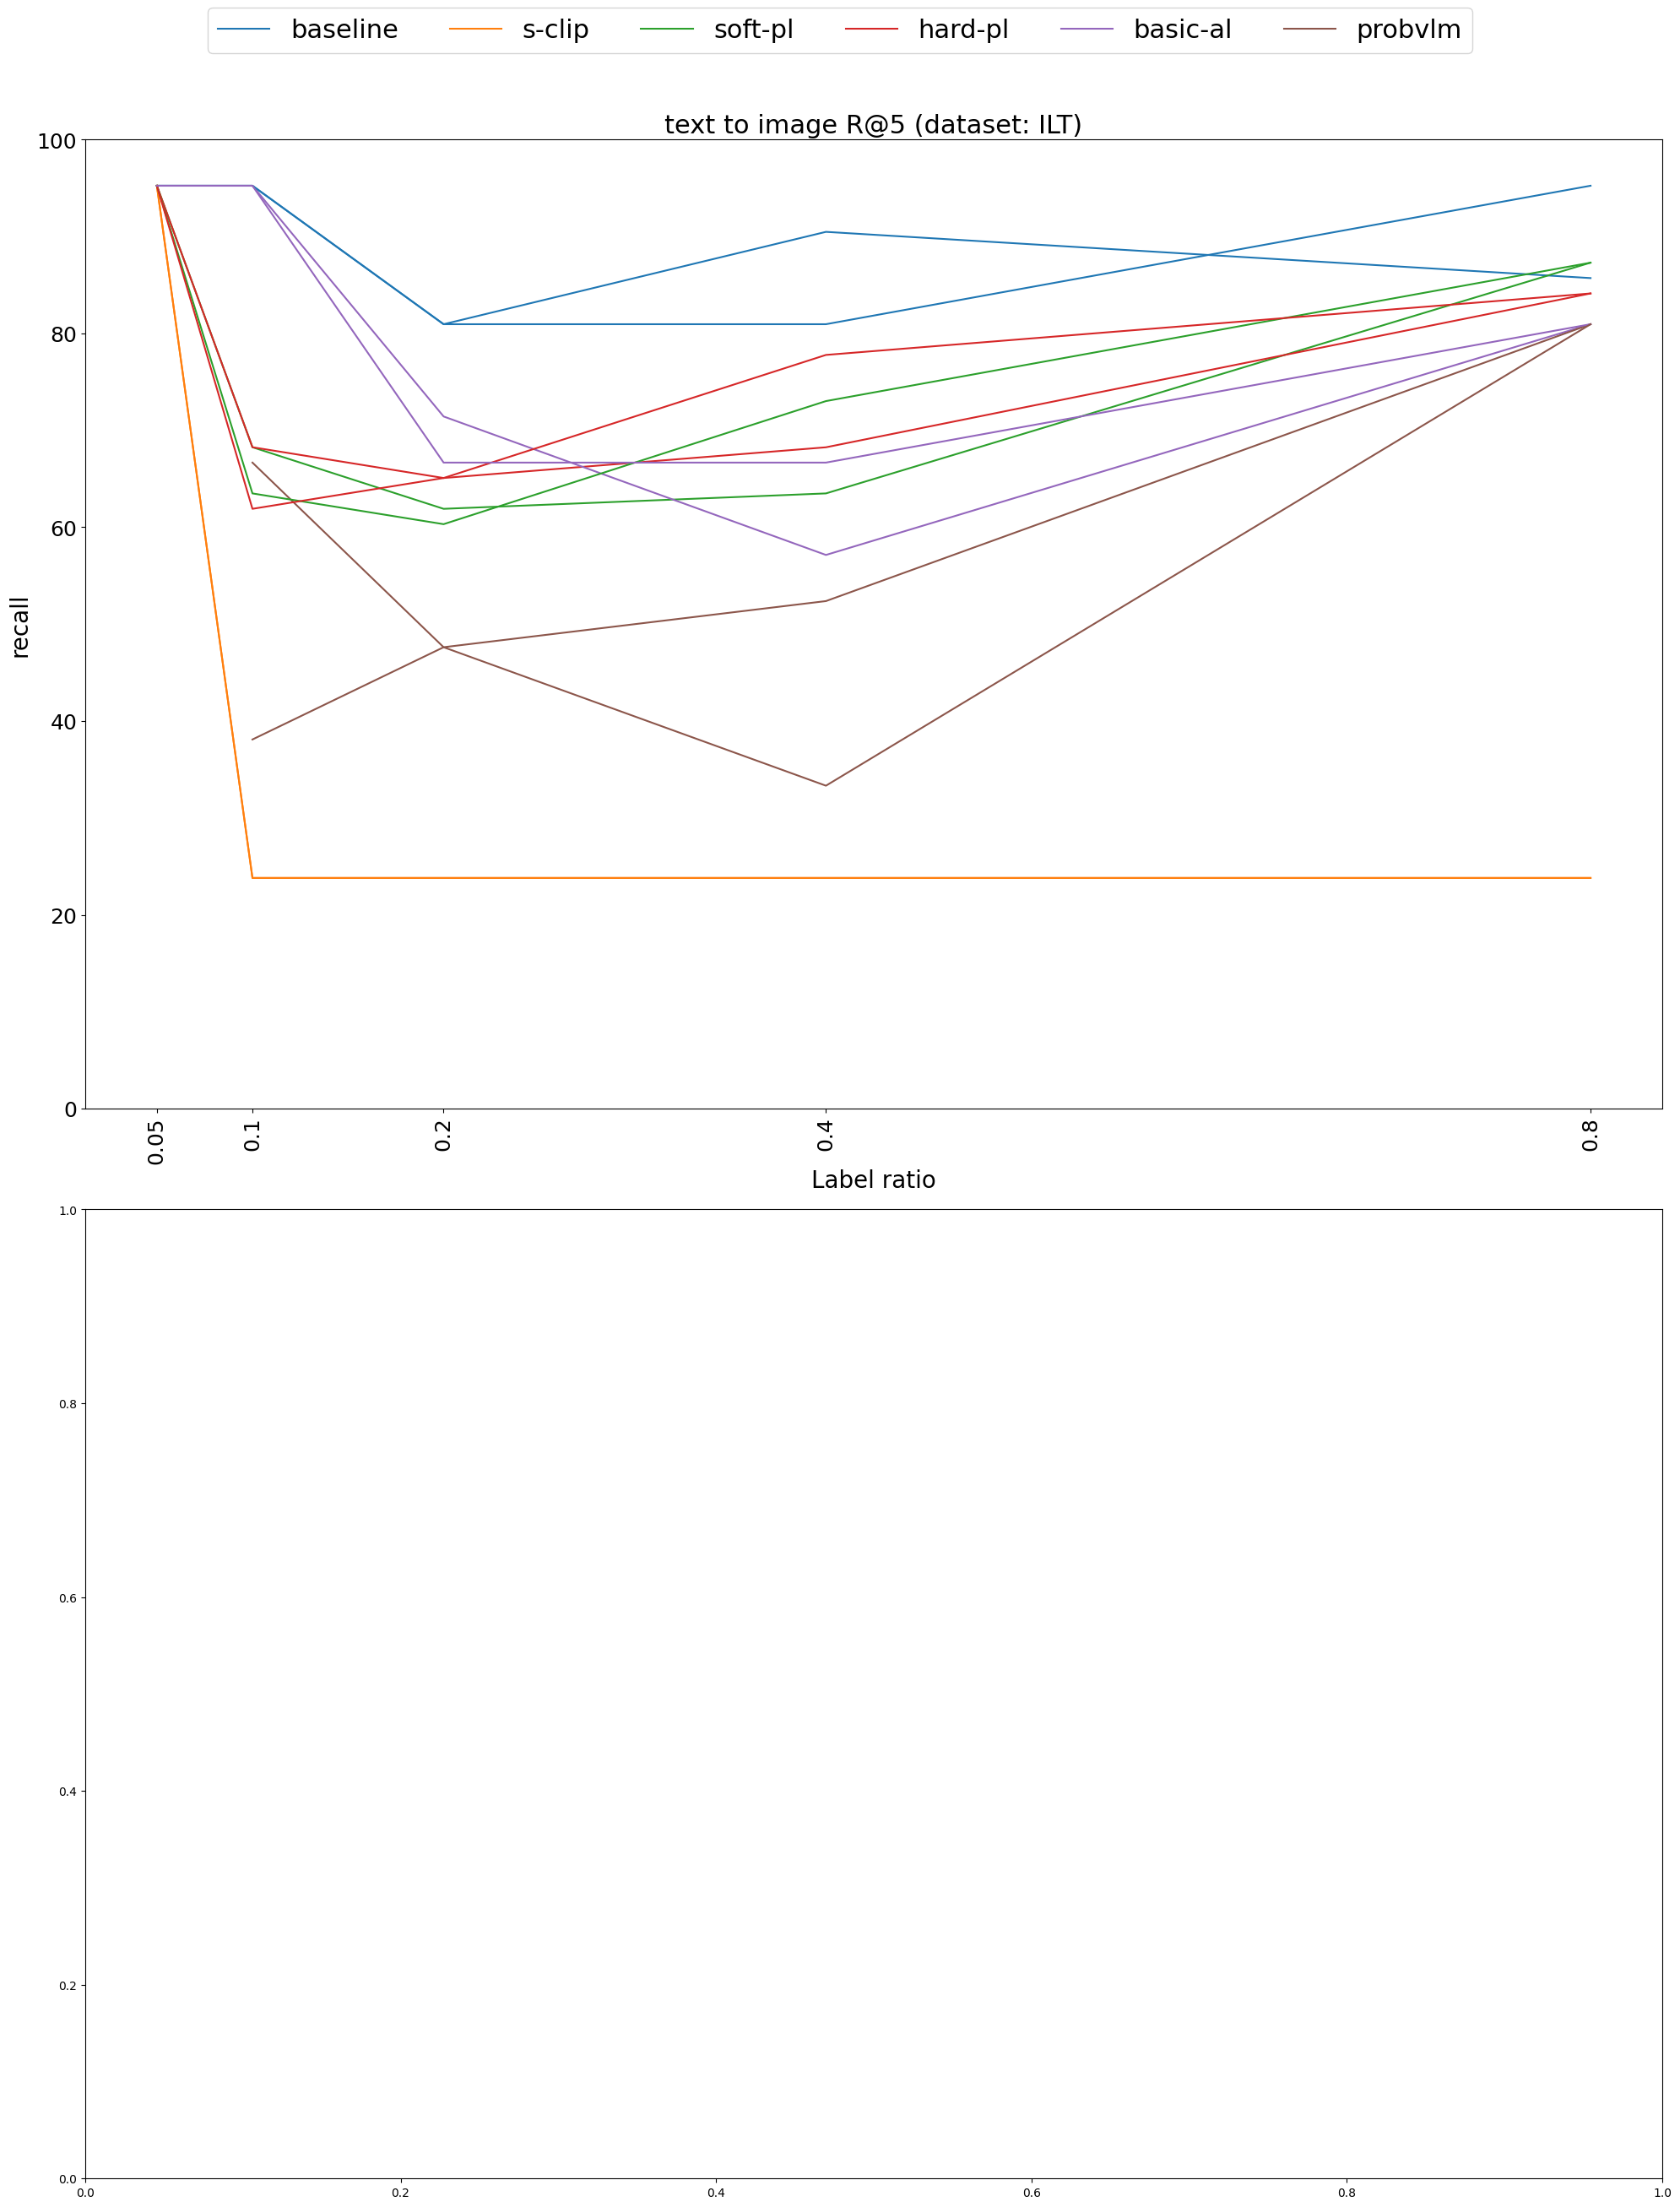 baseline s-clip soft-pl hard-pl basic-al probvlm
text to image R@5 (dataset: ILT)
100
80
60
40
20
0
recall
0.05 0.1 0.2 0.4 0.8
Label ratio
1.0
0.8
0.6
0.4
0.2
0.0
0.0 0.2 0.4 0.6 0.8 1.0